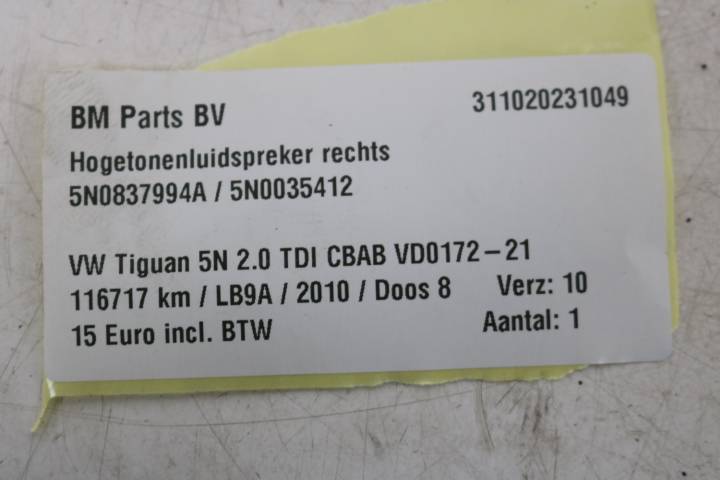 BM Parts BV 311020231049
Hogetonenluidspreker rechts
5N0837994A / 5N0035412
VW Tiguan 5N 2.0 TDI CBAB VD0172-21
116717 km / LB9A / 2010 / Doos 8 Verz: 10
15 Euro incl. BTW Aantal: 1